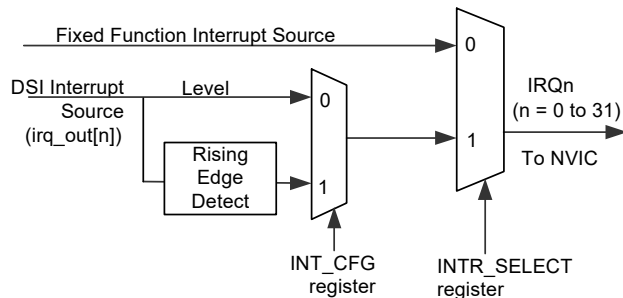 Fixed Function Interrupt Source
0
DSI Interrupt
Source
(irq_out[n])
Level
0
IRQn
(n = 0 to 31)
1
To NVIC
Rising
Edge
Detect
1
INT_CFG
register
INTR_SELECT
register